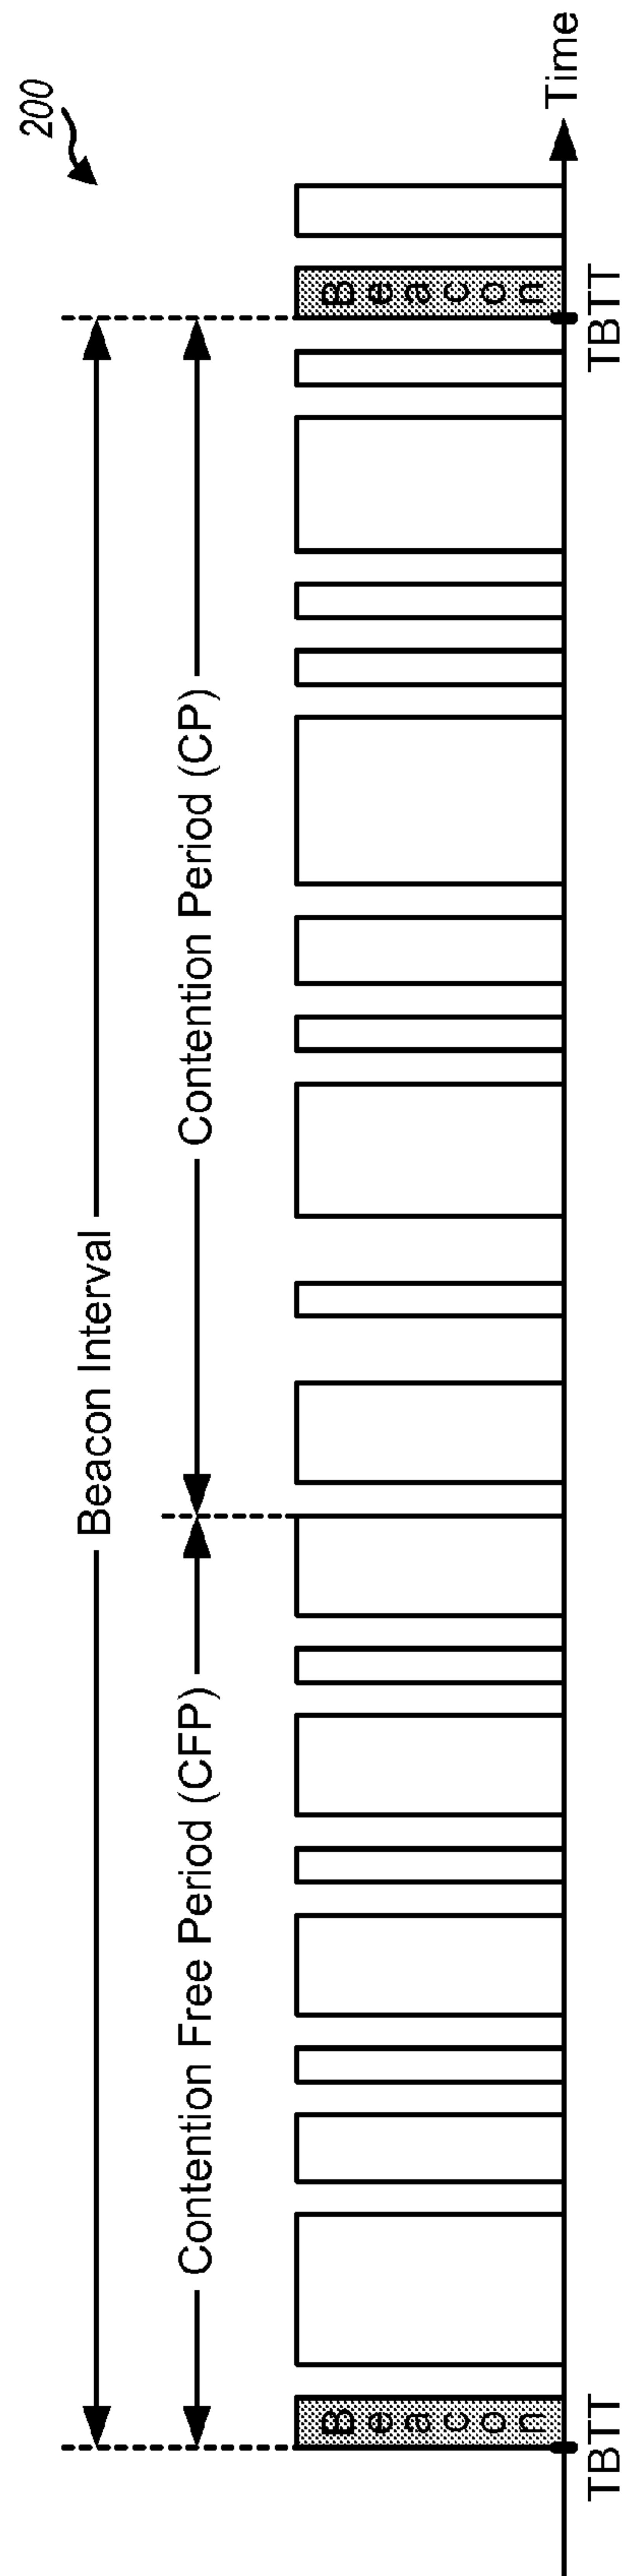 200
Beacon Interval
Contention Free Period (CFP)
Contention Period (CP)
Beacon
Beacon
TBTT
TBTT
Time